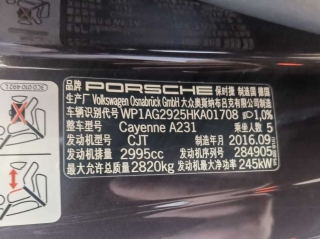 PORSCHE 保时捷 制造国 德国
生产厂 Volkswagen Osnabrück GmbH 大众奥斯纳布吕克有限公司制造
车辆识别代号 WP1AG2925HKA01708 1,0%
整车型号 Cayenne A231 乘坐人数 5
发动机型号 CJT 制造年月 2016.09
发动机排量 2995cc 发动机序列号 284905
最大允许总质量 2820kg 发动机最大净功率 245kW